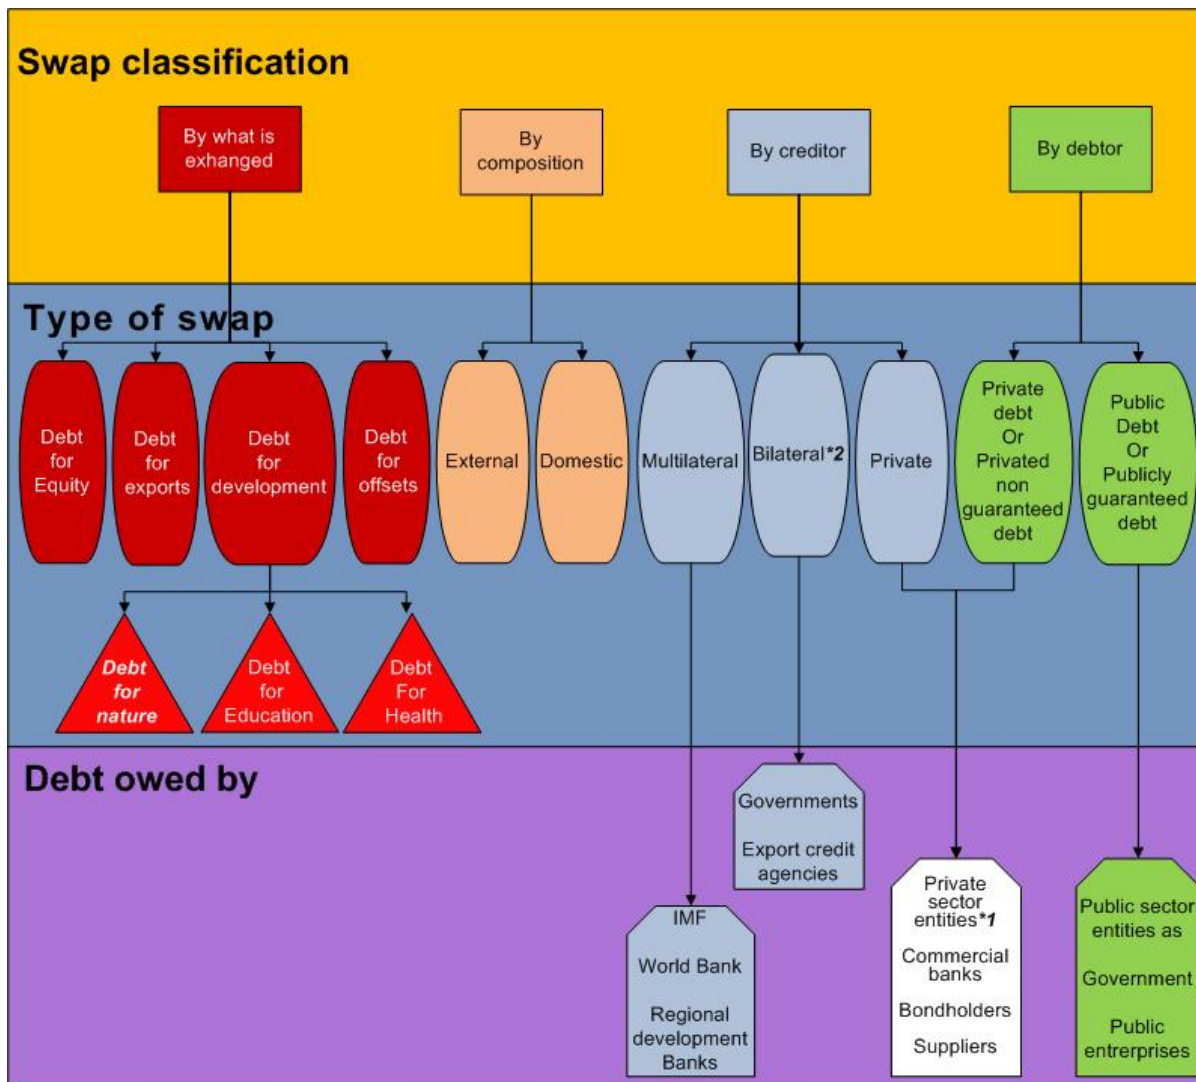 Swap classification
By what is
exhanged
By
composition
By creditor
By debtor
Type of swap
Debt
for
Equity
Debt
for
exports
Debt
for
development
Debt
for
offsets
External
Domestic
Multilateral
Bilateral*2
Private
Private
debt
Or
Privated
non
guaranteed
debt
Public
Debt
Or
Publicly
guaranteed
debt
Debt
for
nature
Debt
for
Education
Debt
For
Health
Debt owed by
Governments
Export credit
agencies
IMF
World Bank
Regional
development
Banks
Private
sector
entities*1
Commercial
banks
Bondholders
Suppliers
Public sector
entities as
Government
Public
entrerprises